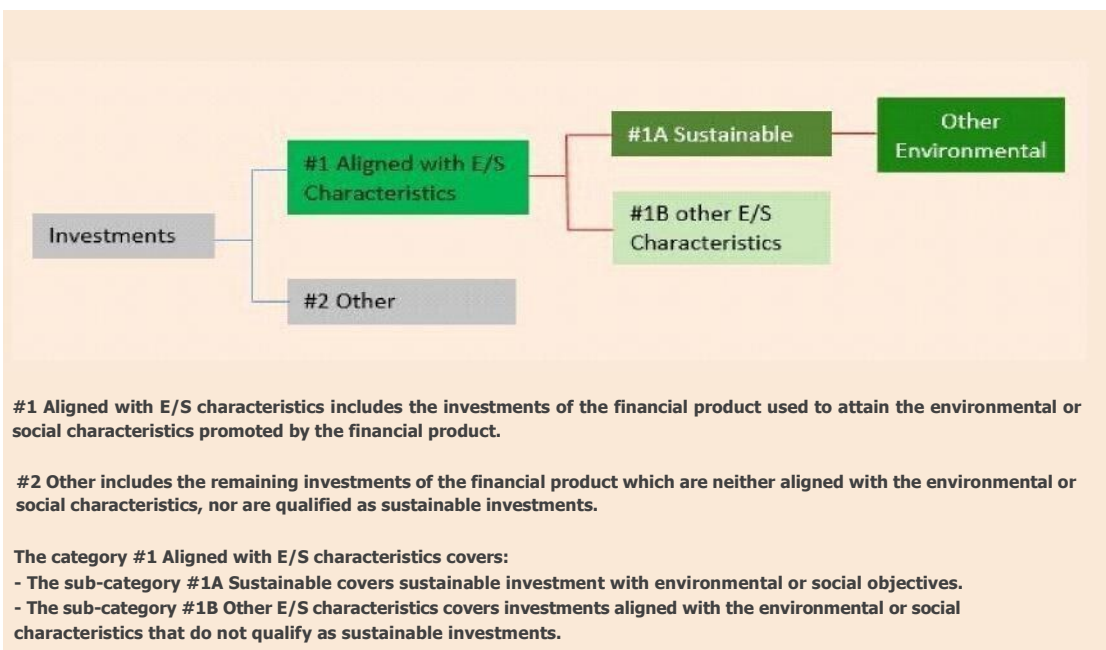 Other
Environmental
#1A Sustainable
#1 Aligned with E/S
Characteristics
#1B other E/S
Characteristics
Investments
#2 Other
#1 Aligned with E/S characteristics includes the investments of the financial product used to attain the environmental or
social characteristics promoted by the financial product.
#2 Other includes the remaining investments of the financial product which are neither aligned with the environmental or
social characteristics, nor are qualified as sustainable investments.
The category #1 Aligned with E/S characteristics covers:
- The sub-category #1A Sustainable covers sustainable investment with environmental or social objectives.
- The sub-category #1B Other E/S characteristics covers investments aligned with the environmental or social
characteristics that do not qualify as sustainable investments.